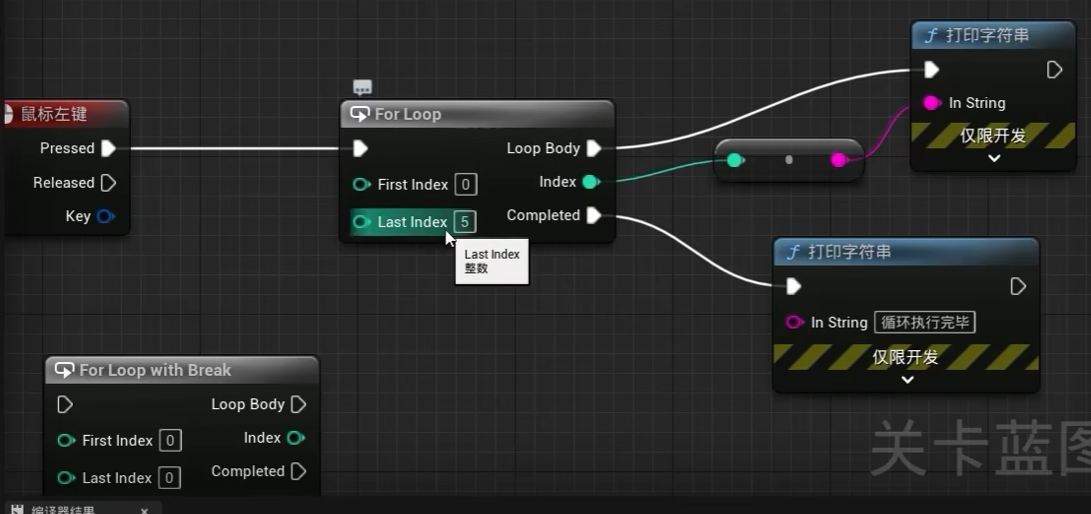 打印字符串
In String
仅限开发
鼠标左键
Pressed
Released
Key
For Loop
Loop Body
First Index 0
Index
Last Index 5
Completed
Last Index
整数
打印字符串
In String 循环执行完毕
仅限开发
For Loop with Break
Loop Body
First Index 0
Index
Last Index 0
Completed
关卡蓝图
编译器结果 ×